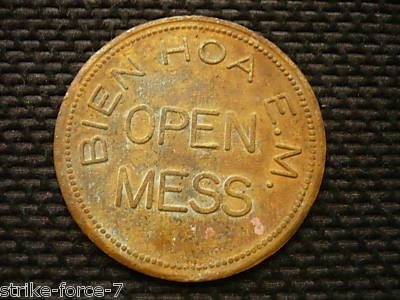 BIEN HOA E.M.
OPEN
MESS
strike-force-7